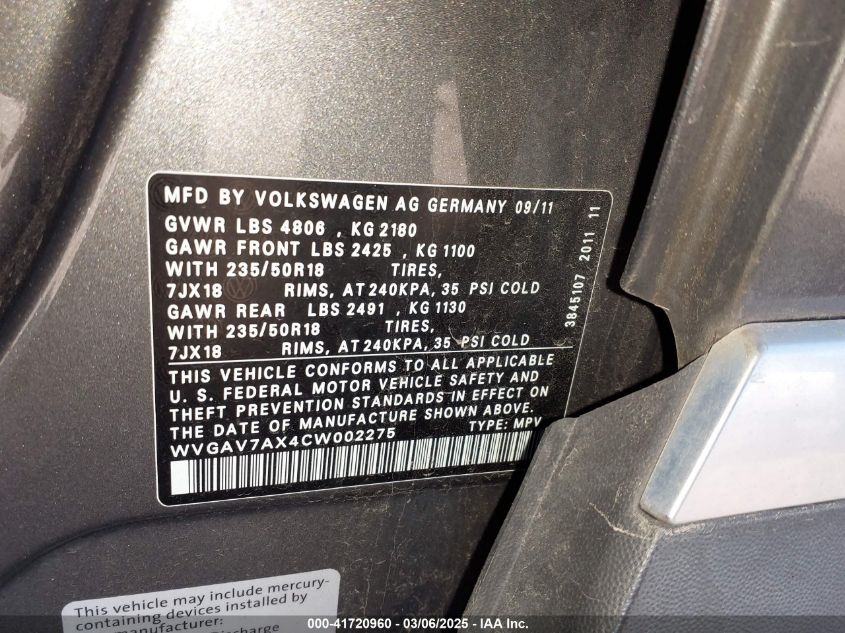 MFD BY VOLKSWAGEN AG GERMANY 09/11
GVWR LBS 4806 , KG 2180
GAWR FRONT LBS 2425 , KG 1100
WITH 235/50R18 TIRES,
7JX18 RIMS, AT 240KPA, 35 PSI COLD
GAWR REAR LBS 2491 , KG 1130
WITH 235/50R18 TIRES,
7JX18 RIMS, AT 240KPA, 35 PSI COLD
THIS VEHICLE CONFORMS TO ALL APPLICABLE
U. S. FEDERAL MOTOR VEHICLE SAFETY AND
THEFT PREVENTION STANDARDS IN EFFECT ON
THE DATE OF MANUFACTURE SHOWN ABOVE.
WVGAV7AX4CW002275 TYPE: MPV
3845107 2011 11
This vehicle may include mercury-
containing devices installed by
manufacturer:
Discharge
000-41720960 - 03/06/2025 - IAA Inc.